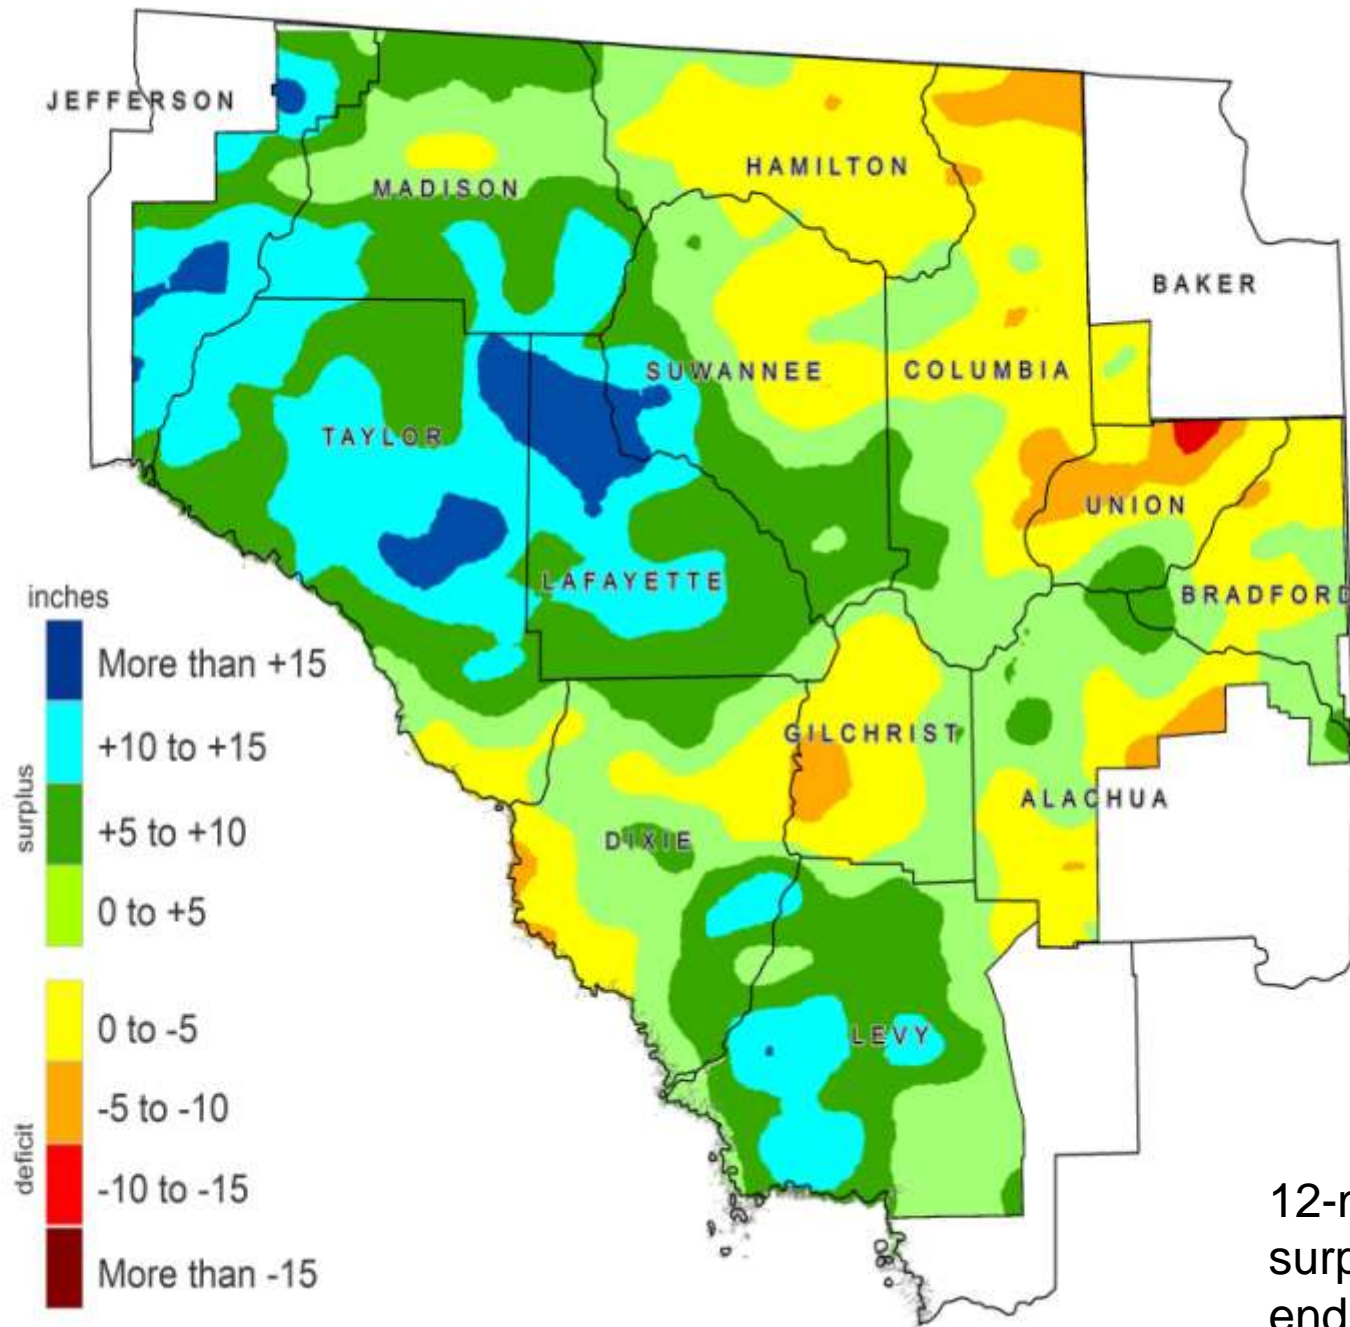 JEFFERSON
MADISON
HAMILTON
BAKER
SUWANNEE
COLUMBIA
TAYLOR
UNION
LAFAYETTE
BRADFORD
GILCHRIST
ALACHUA
DIXIE
LEVY
inches
surplus
More than +15
+10 to +15
+5 to +10
0 to +5
deficit
0 to -5
-5 to -10
-10 to -15
More than -15
12-
surp
end